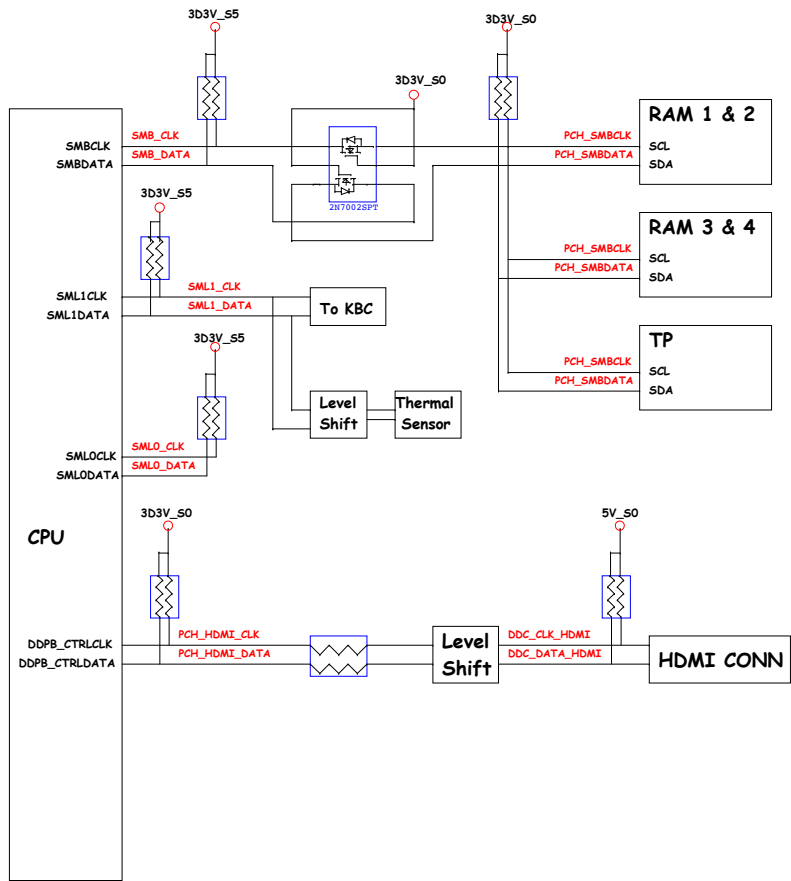 3D3V_S5
3D3V_S0
3D3V_S0
RAM 1 & 2
SMBCLK
SMB_CLK
PCH_SMBCLK
SCL
SMBDATA
SMB_DATA
PCH_SMBDATA
SDA
2N7002SPT
3D3V_S5
RAM 3 & 4
PCH_SMBCLK
SCL
PCH_SMBDATA
SDA
SML1CLK
SML1_CLK
SML1DATA
SML1_DATA
To KBC
3D3V_S5
TP
PCH_SMBCLK
SCL
PCH_SMBDATA
SDA
Level
Shift
Thermal
Sensor
SML0CLK
SML0_CLK
SML0DATA
SML0_DATA
CPU
3D3V_S0
5V_S0
DDPB_CTRLCLK
PCH_HDMI_CLK
DDPB_CTRLDATA
PCH_HDMI_DATA
Level
Shift
DDC_CLK_HDMI
DDC_DATA_HDMI
HDMI CONN